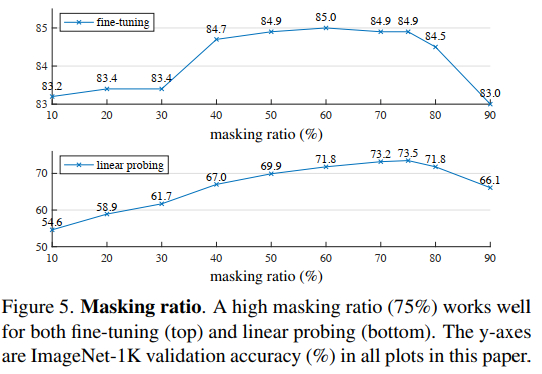 fine-tuning
85
84
83
83.2
83.4
83.4
84.7
84.9
85.0
84.9
84.9
84.5
83.0
10 20 30 40 50 60 70 80 90
masking ratio (%)
linear probing
70
60
50
54.6
58.9
61.7
67.0
69.9
71.8
73.2
73.5
71.8
66.1
10 20 30 40 50 60 70 80 90
masking ratio (%)
Figure 5. Masking ratio. A high masking ratio (75%) works well
for both fine-tuning (top) and linear probing (bottom). The y-axes
are ImageNet-1K validation accuracy (%) in all plots in this paper.